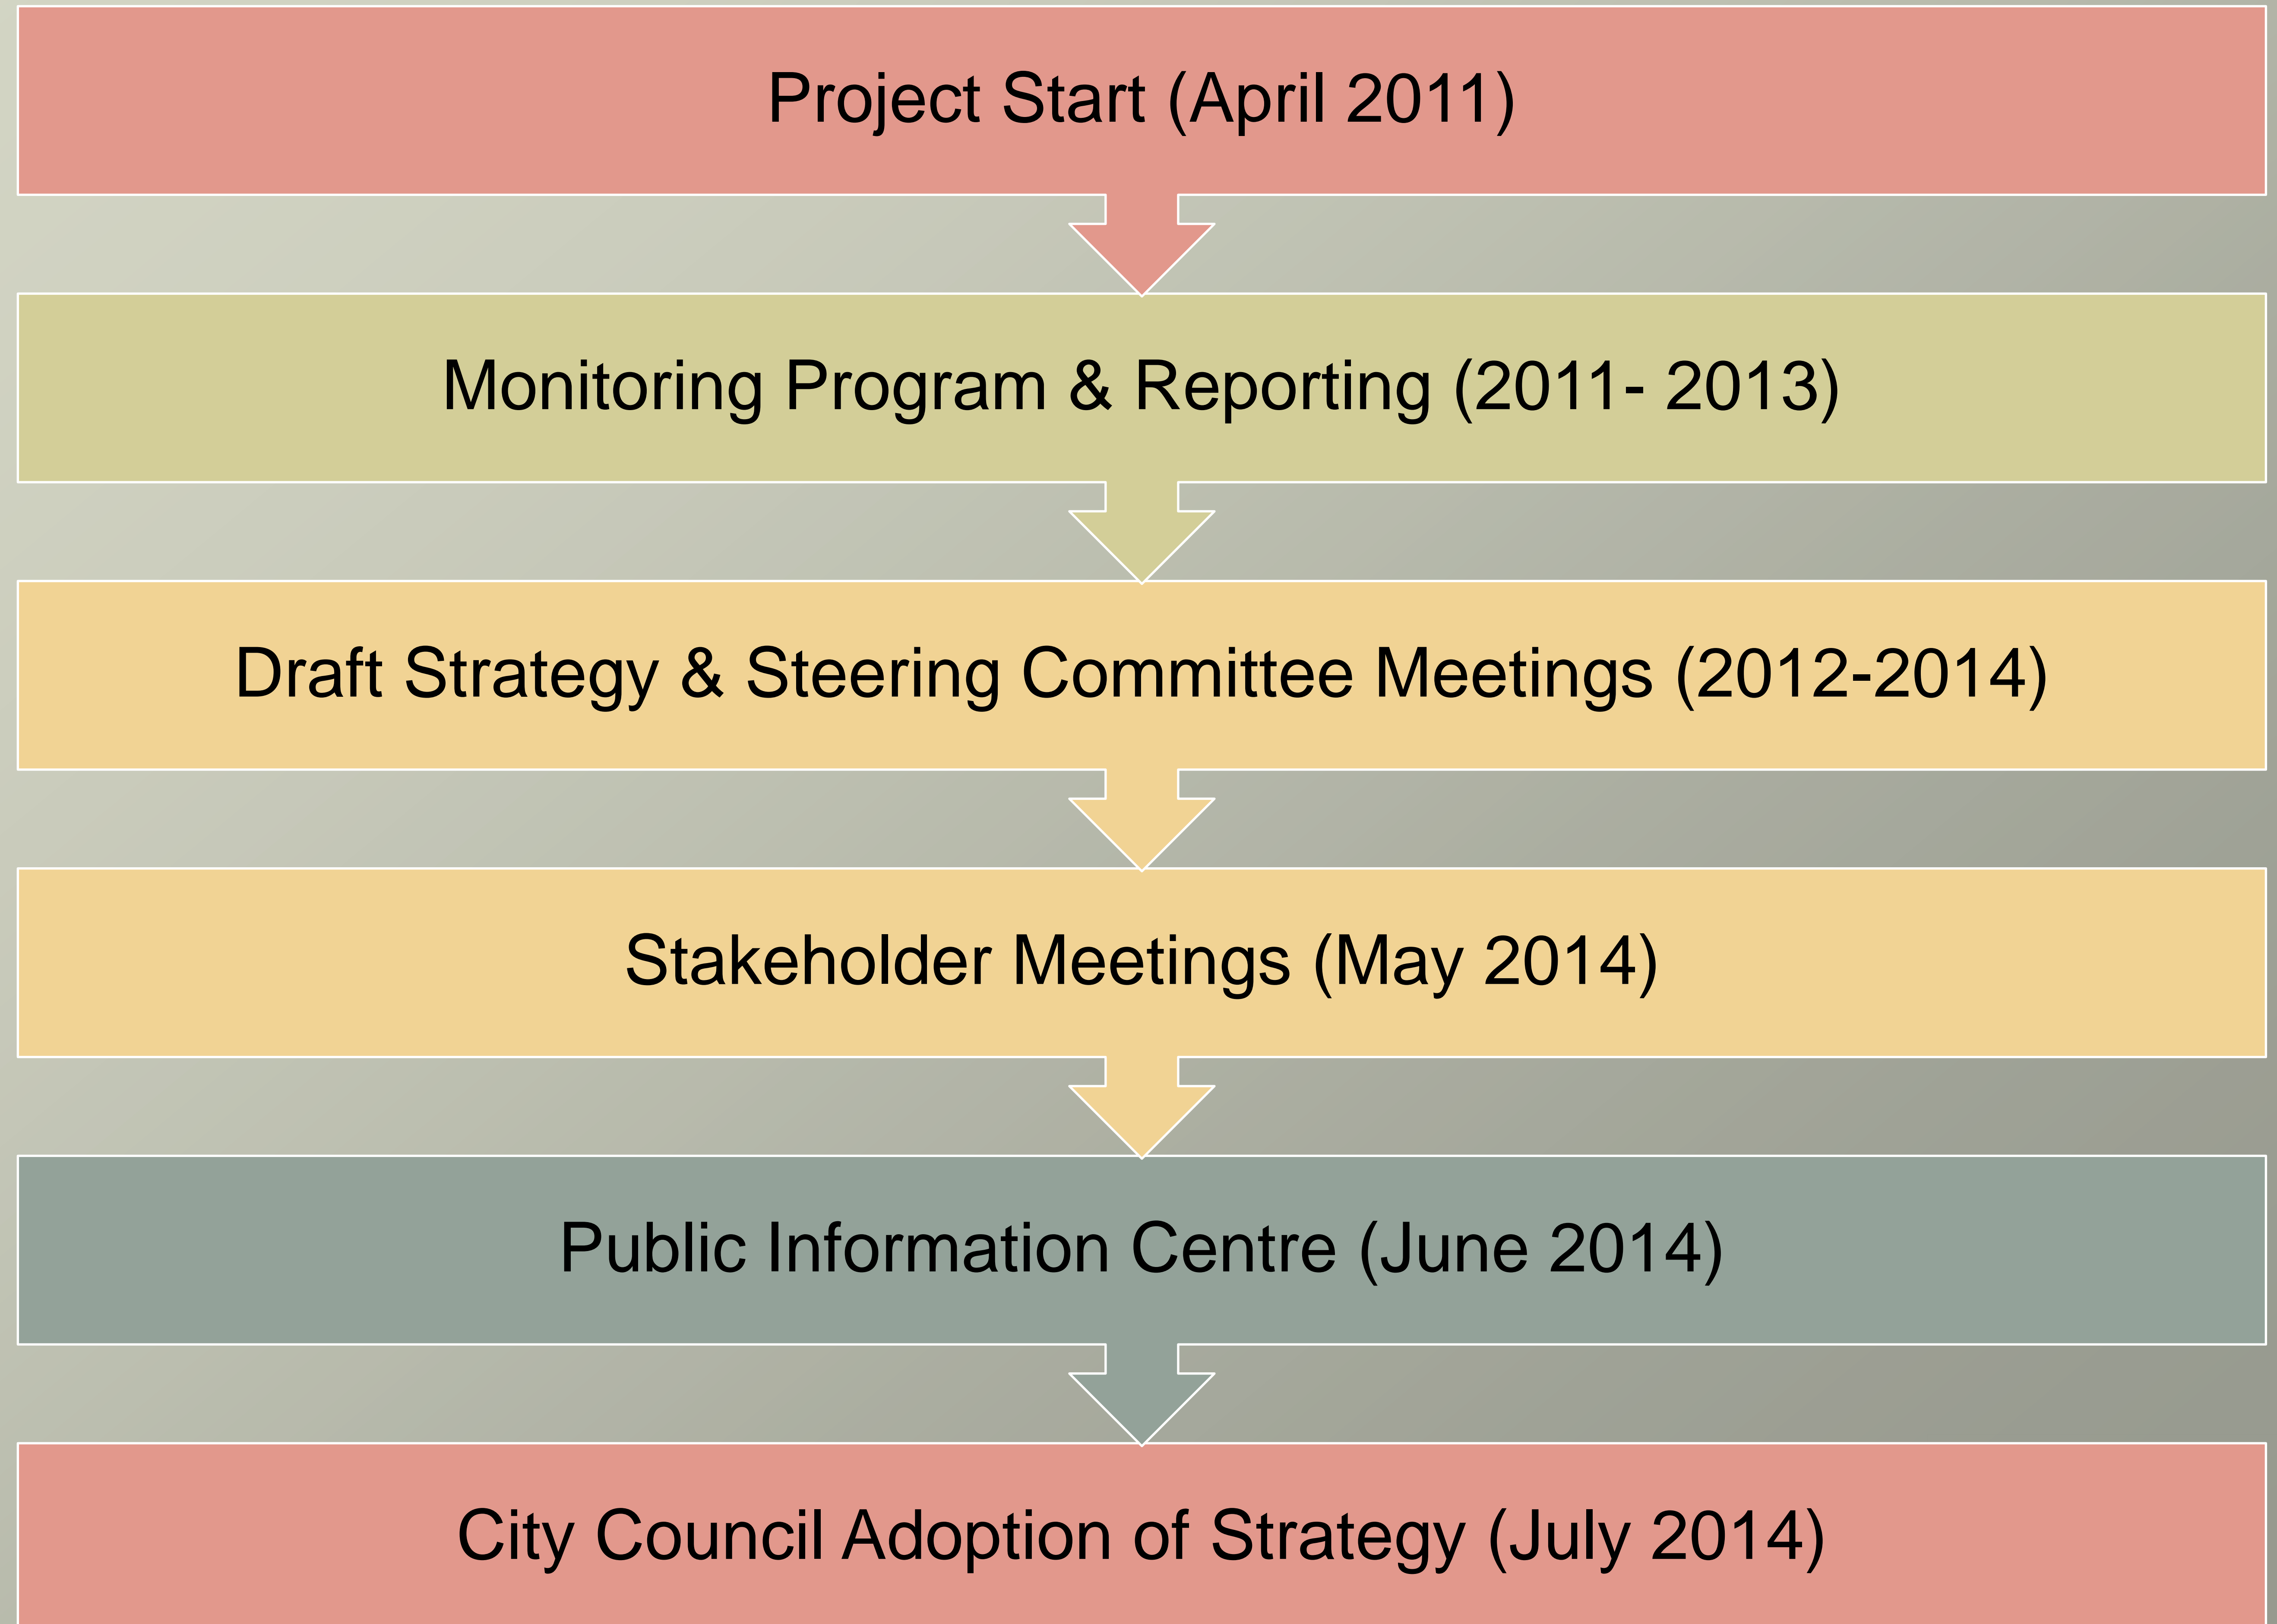 Project Start (April 2011)
Monitoring Program & Reporting (2011- 2013)
Draft Strategy & Steering Committee Meetings (2012-2014)
Stakeholder Meetings (May 2014)
Public Information Centre (June 2014)
City Council Adoption of Strategy (July 2014)